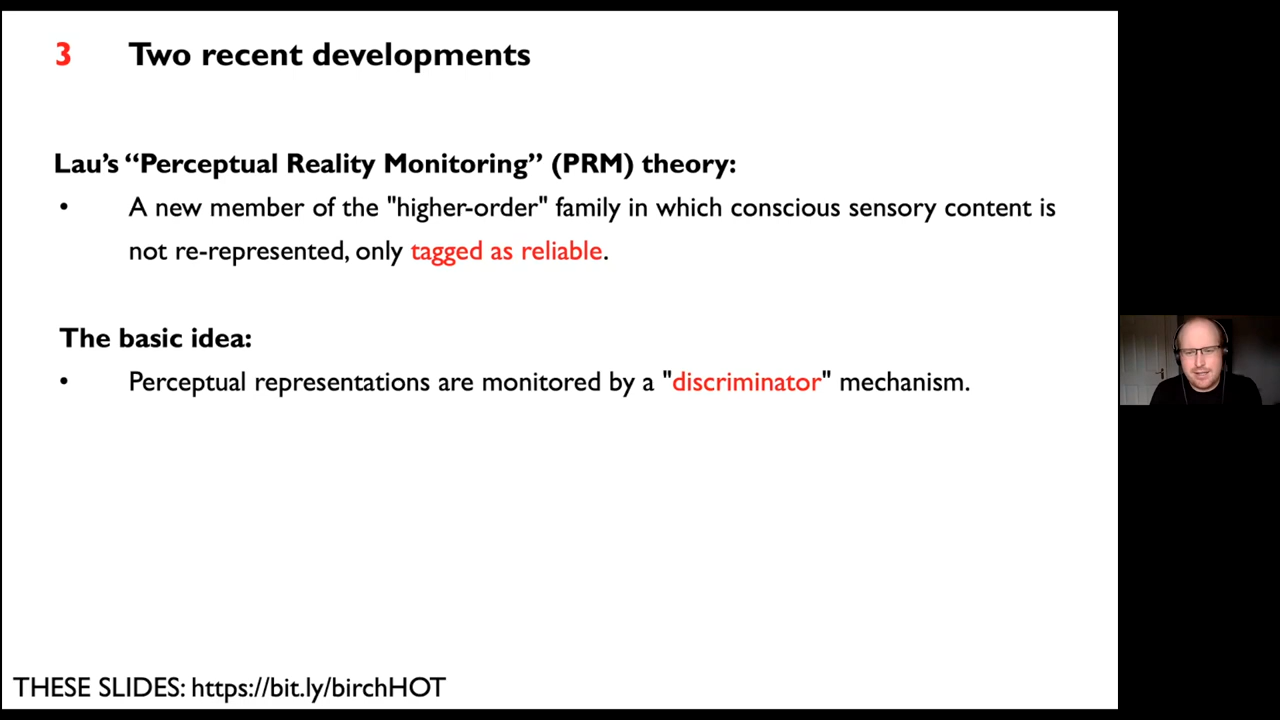 3 Two recent developments
Lau's “Perceptual Reality Monitoring” (PRM) theory:
• A new member of the "higher-order" family in which conscious sensory content is
not re-represented, only tagged as reliable.
The basic idea:
• Perceptual representations are monitored by a "discriminator" mechanism.
THESE SLIDES: https://bit.ly/birchHOT